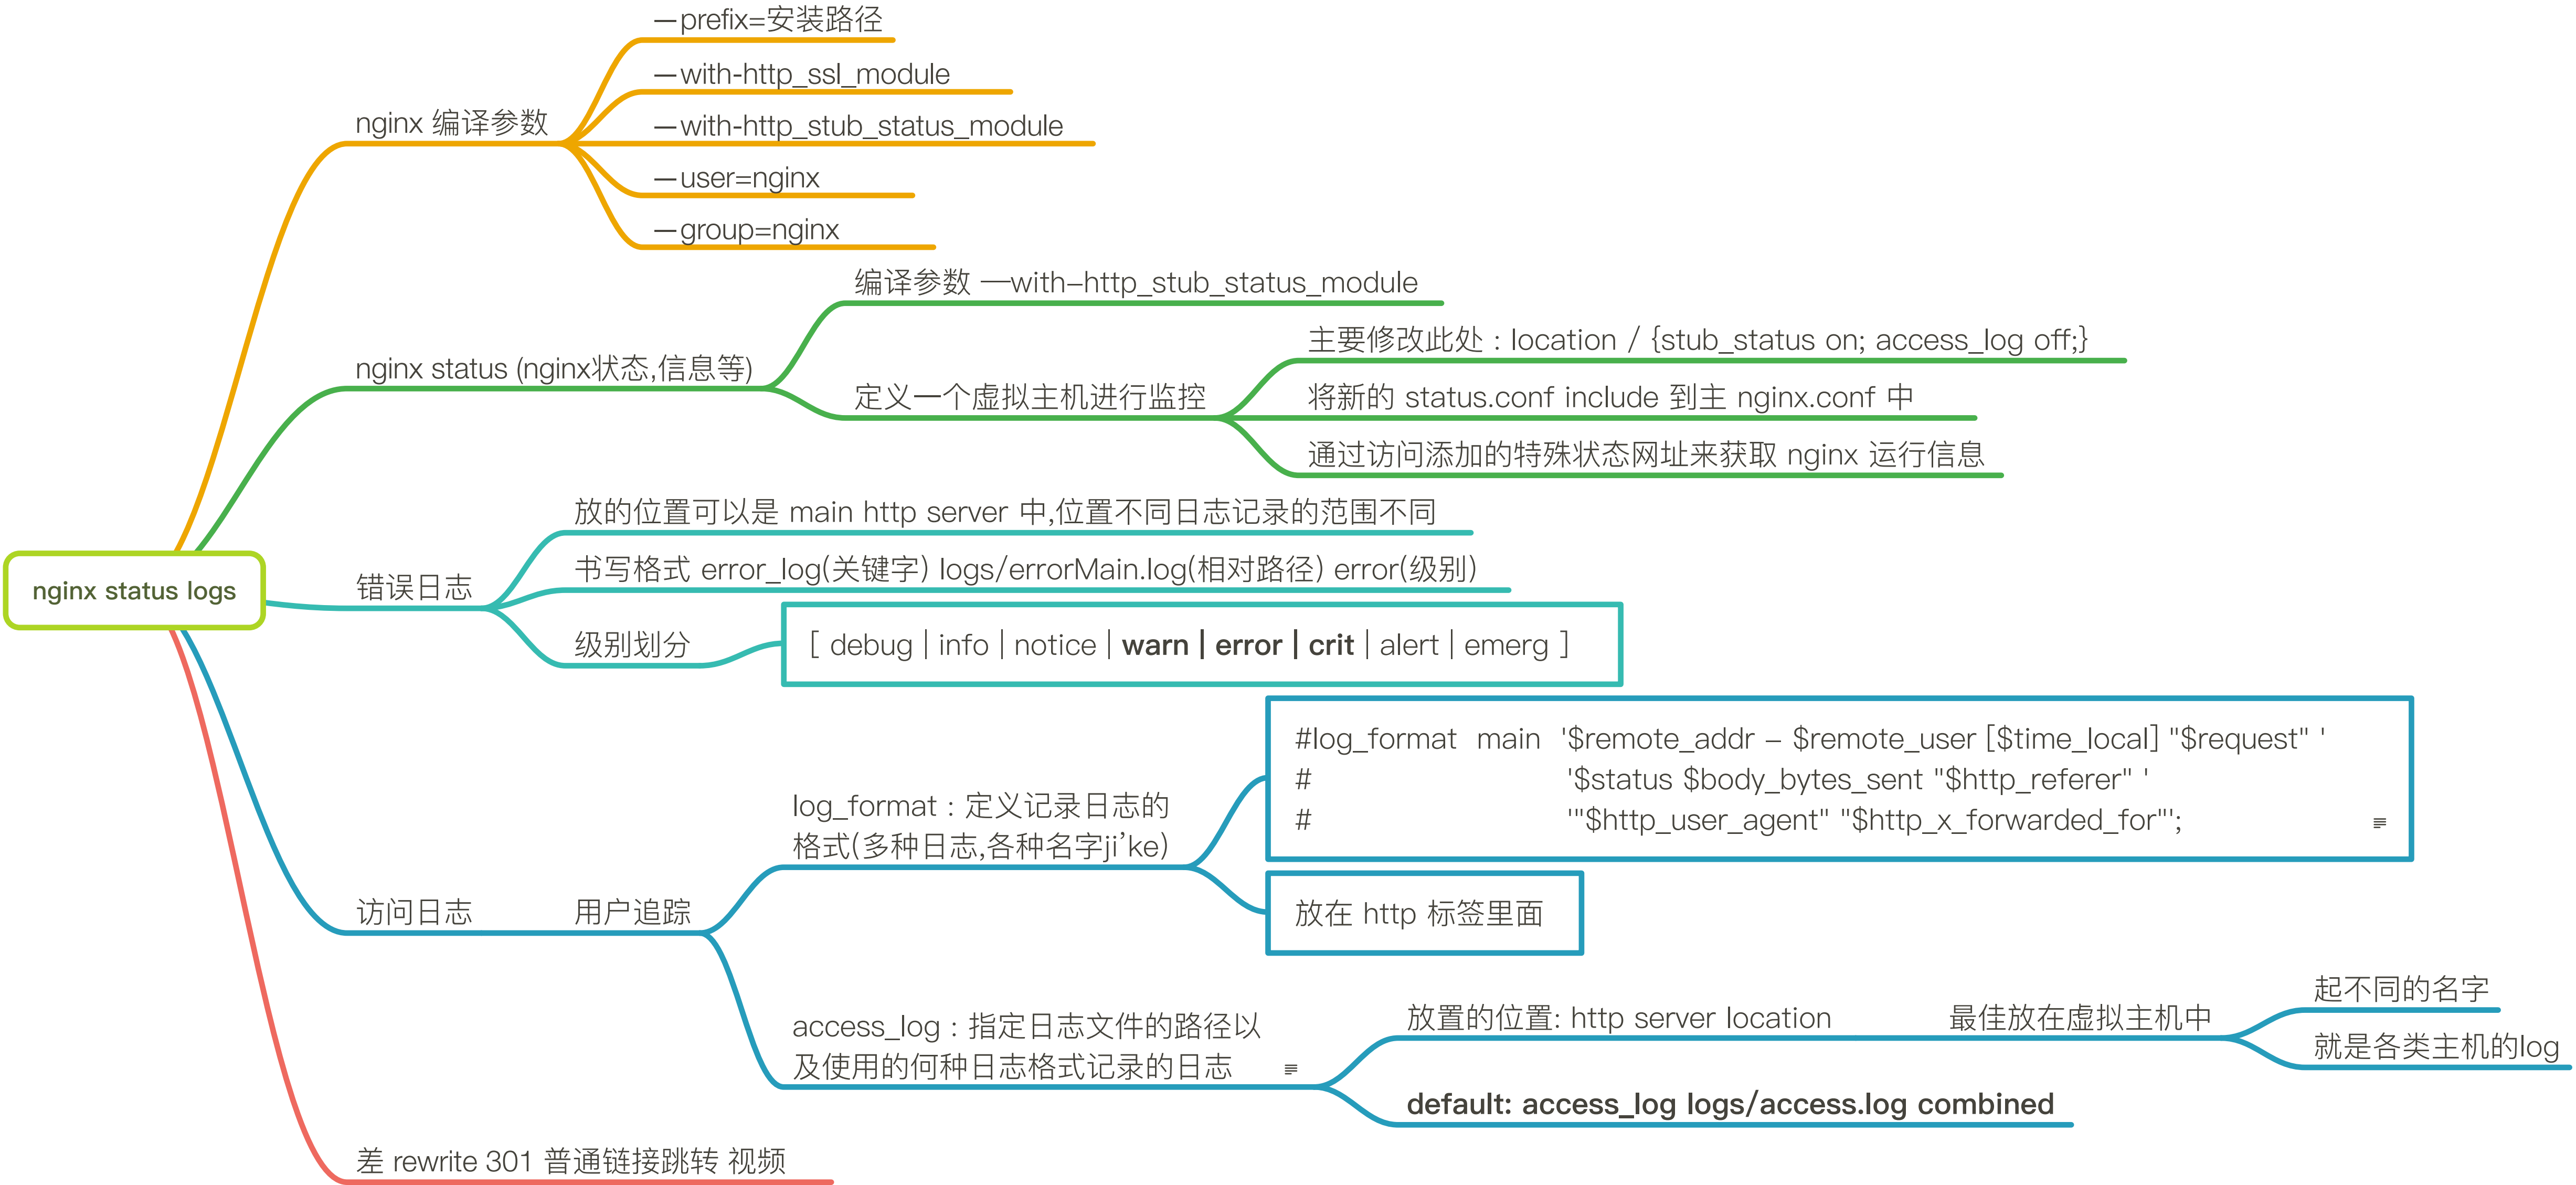 —prefix=安装路径
—with-http_ssl_module
nginx 编译参数
—with-http_stub_status_module
—user=nginx
—group=nginx
编译参数 —with-http_stub_status_module
nginx status (nginx状态,信息等)
主要修改此处：location / {stub_status on; access_log off;}
定义一个虚拟主机进行监控
将新的 status.conf include 到主 nginx.conf 中
通过访问添加的特殊状态网址来获取 nginx 运行信息
nginx status logs
错误日志
放的位置可以是 main http server 中,位置不同日志记录的范围不同
书写格式 error_log(关键字) logs/errorMain.log(相对路径) error(级别)
级别划分
[ debug | info | notice | warn | error | crit | alert | emerg ]
访问日志
用户追踪
log_format：定义记录日志的
格式(多种日志,各种名字ji’ke)
#log_format main '$remote_addr - $remote_user [$time_local] "$request" '
# '$status $body_bytes_sent "$http_referer" '
# '"$http_user_agent" "$http_x_forwarded_for"';
放在 http 标签里面
access_log：指定日志文件的路径以
及使用的何种日志格式记录的日志
放置的位置: http server location
最佳放在虚拟主机中
起不同的名字
就是各类主机的log
default: access_log logs/access.log combined
差 rewrite 301 普通链接跳转 视频